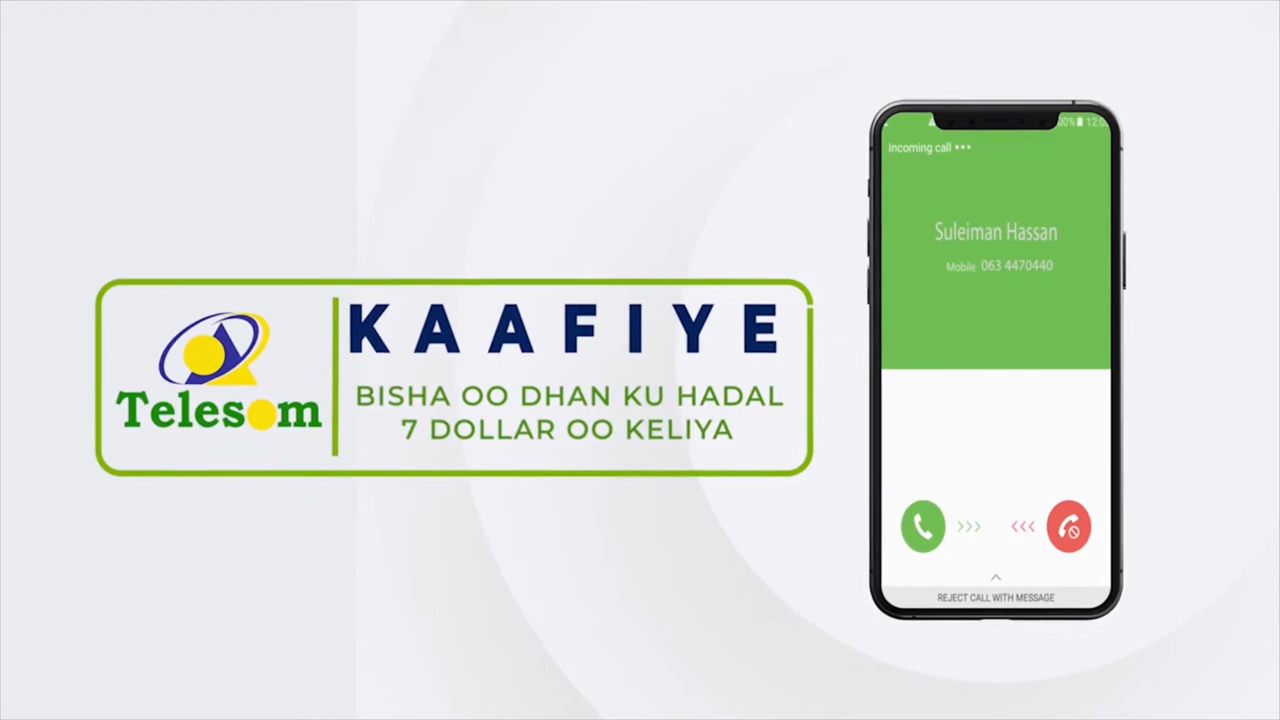 Telesom
KAAFIYE
BISHA OO DHAN KU HADAL
7 DOLLAR OO KELIYA
Incoming call •••
Suleiman Hassan
Mobile 063 4470440
REJECT CALL WITH MESSAGE